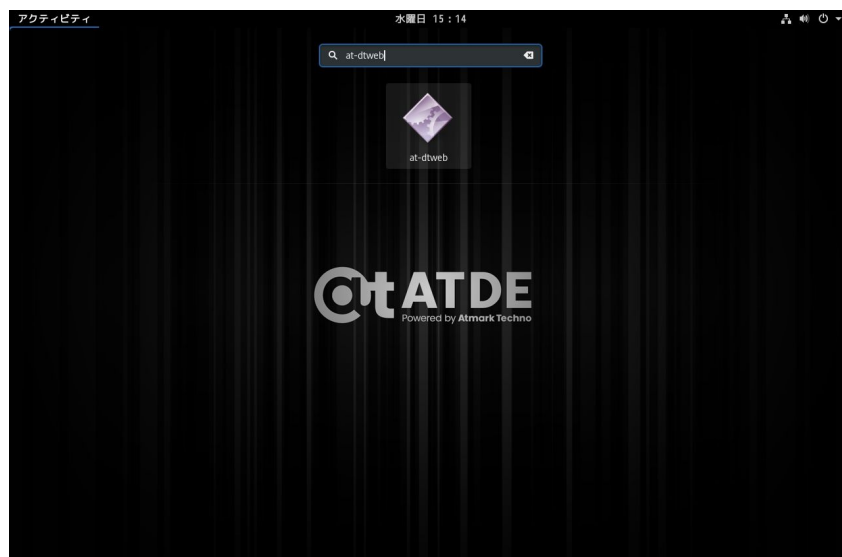 アクティビティ
水曜日 15：14
at-dtweb
at-dtweb
at ATDE
Powered by Atmark Techno